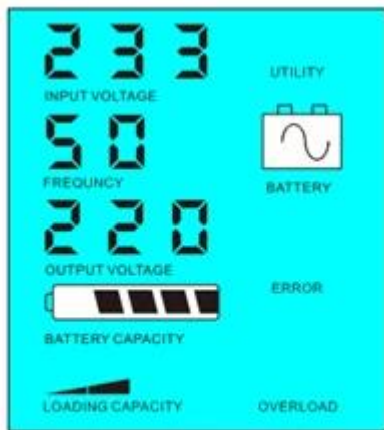 233
UTILITY
INPUT VOLTAGE
50
FREQUNCY
BATTERY
220
OUTPUT VOLTAGE
ERROR
BATTERY CAPACITY
LOADING CAPACITY
OVERLOAD